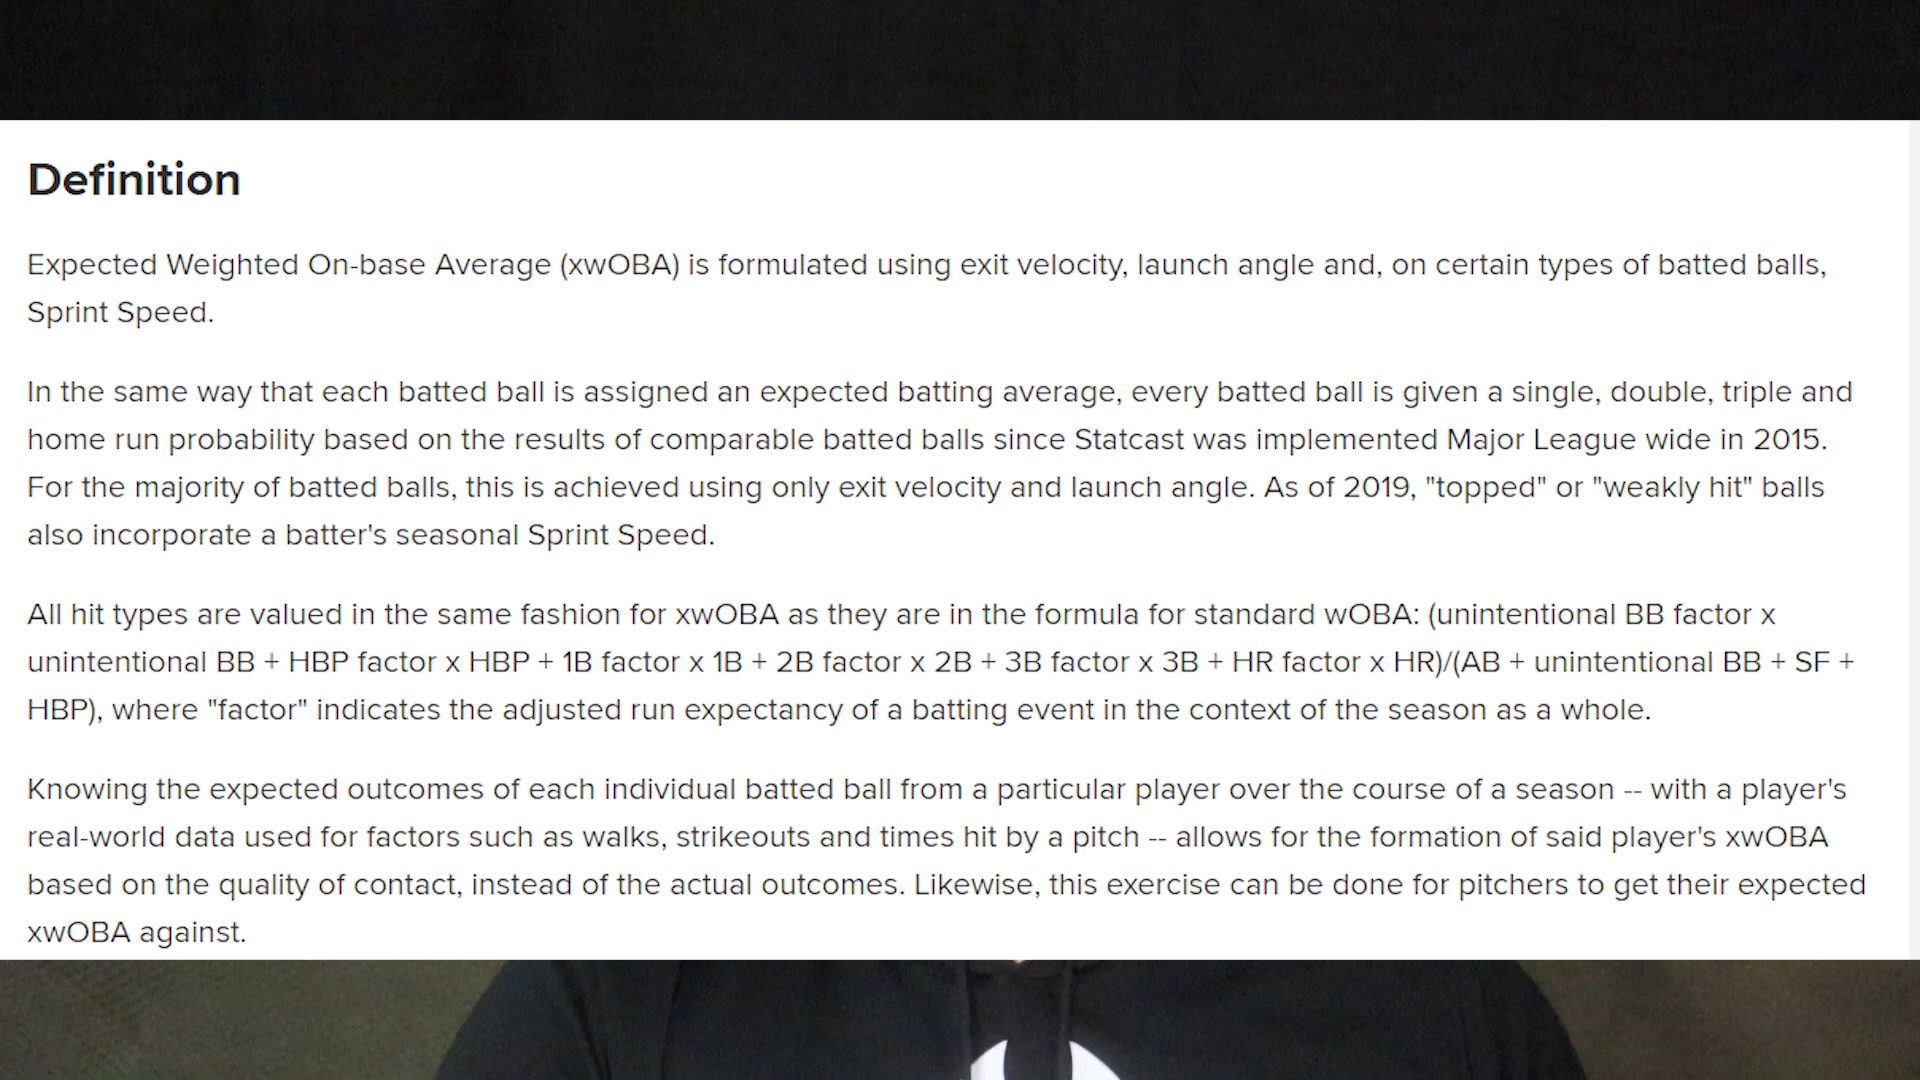 Definition
Expected Weighted On-base Average (xwOBA) is formulated using exit velocity, launch angle and, on certain types of batted balls,
Sprint Speed.
In the same way that each batted ball is assigned an expected batting average, every batted ball is given a single, double, triple and
home run probability based on the results of comparable batted balls since Statcast was implemented Major League wide in 2015.
For the majority of batted balls, this is achieved using only exit velocity and launch angle. As of 2019, "topped" or "weakly hit" balls
also incorporate a batter's seasonal Sprint Speed.
All hit types are valued in the same fashion for xwOBA as they are in the formula for standard wOBA: (unintentional BB factor x
unintentional BB + HBP factor x HBP + 1B factor x 1B + 2B factor x 2B + 3B factor x 3B + HR factor x HR)/(AB + unintentional BB + SF +
HBP), where "factor" indicates the adjusted run expectancy of a batting event in the context of the season as a whole.
Knowing the expected outcomes of each individual batted ball from a particular player over the course of a season -- with a player's
real-world data used for factors such as walks, strikeouts and times hit by a pitch -- allows for the formation of said player's xwOBA
based on the quality of contact, instead of the actual outcomes. Likewise, this exercise can be done for pitchers to get their expected
xwOBA against.